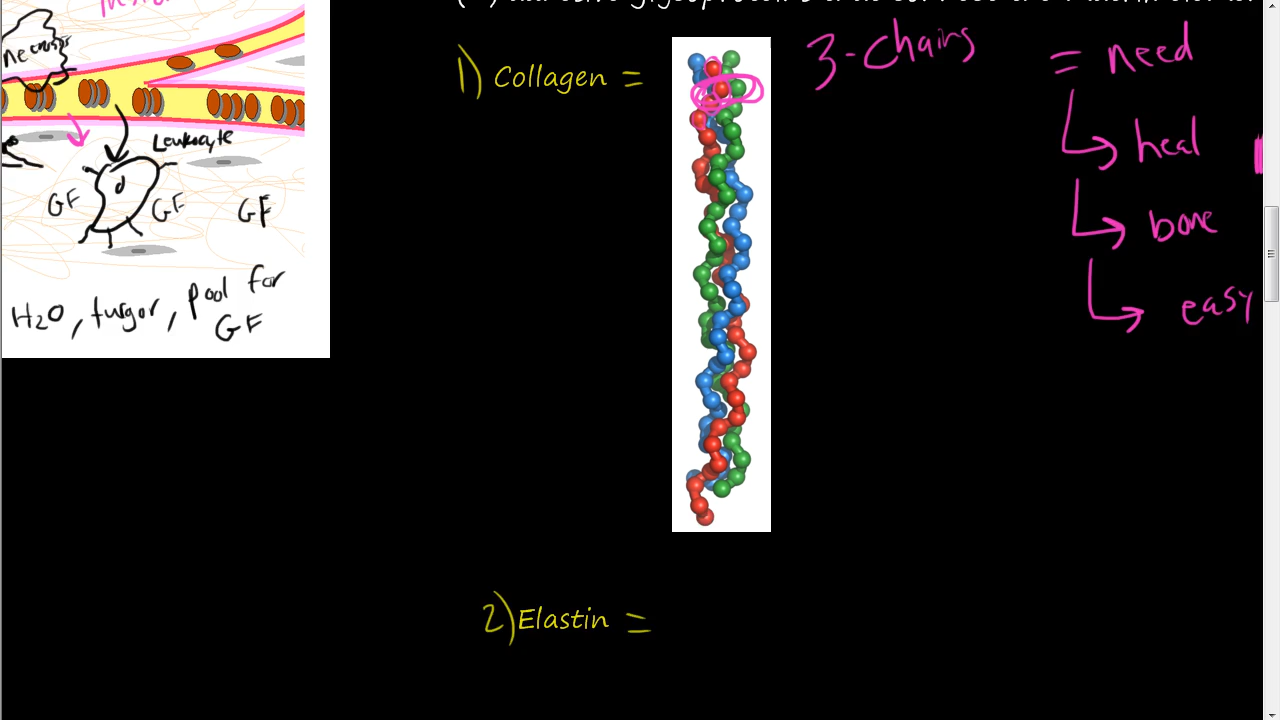 1) Collagen =
3-Chains
= need
heal
bone
easy
Leukocyte
GF GF GF
H2O, turgor, pool for
GF
2) Elastin =